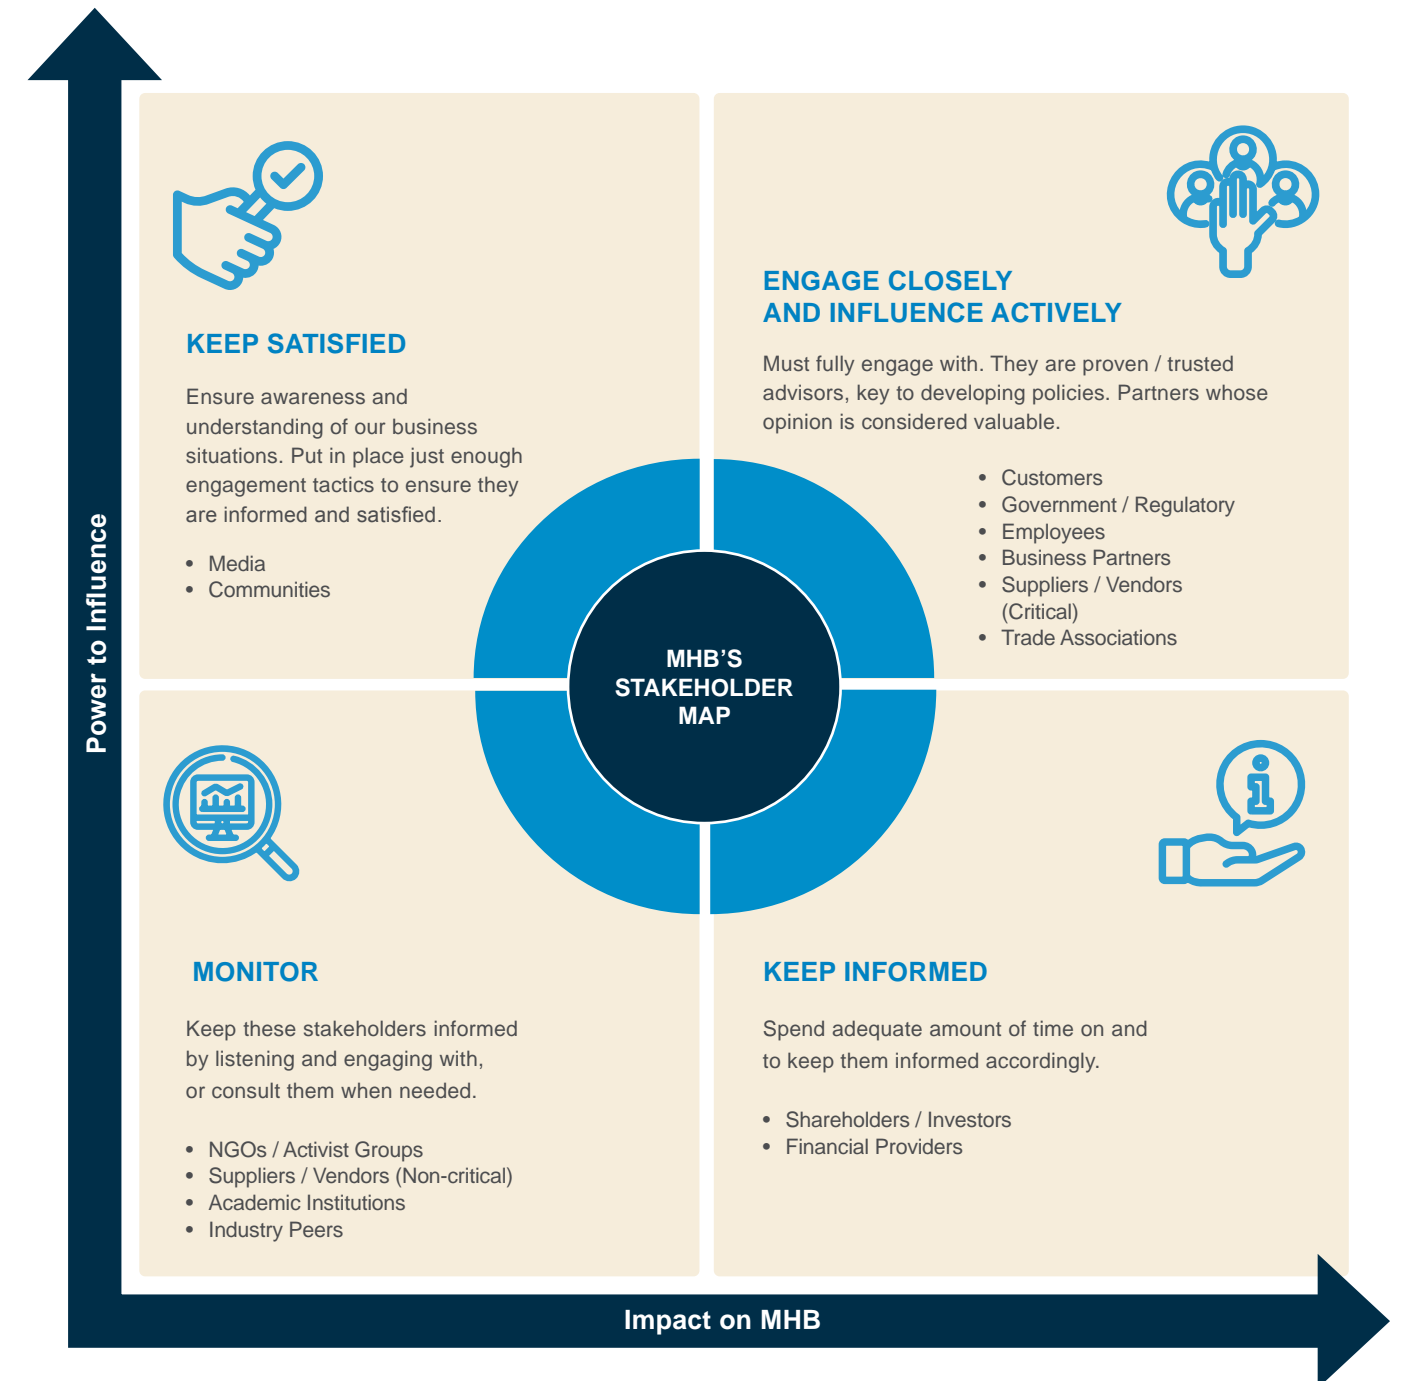 KEEP SATISFIED
Ensure awareness and
understanding of our business
situations. Put in place just enough
engagement tactics to ensure they
are informed and satisfied.
• Media
• Communities
ENGAGE CLOSELY
AND INFLUENCE ACTIVELY
Must fully engage with. They are proven / trusted
advisors, key to developing policies. Partners whose
opinion is considered valuable.
• Customers
• Government / Regulatory
• Employees
• Business Partners
• Suppliers / Vendors
(Critical)
• Trade Associations
Power to Influence
MHB’S
STAKEHOLDER
MAP
MONITOR
Keep these stakeholders informed
by listening and engaging with,
or consult them when needed.
• NGOs / Activist Groups
• Suppliers / Vendors (Non-critical)
• Academic Institutions
• Industry Peers
KEEP INFORMED
Spend adequate amount of time on and
to keep them informed accordingly.
• Shareholders / Investors
• Financial Providers
Impact on MHB